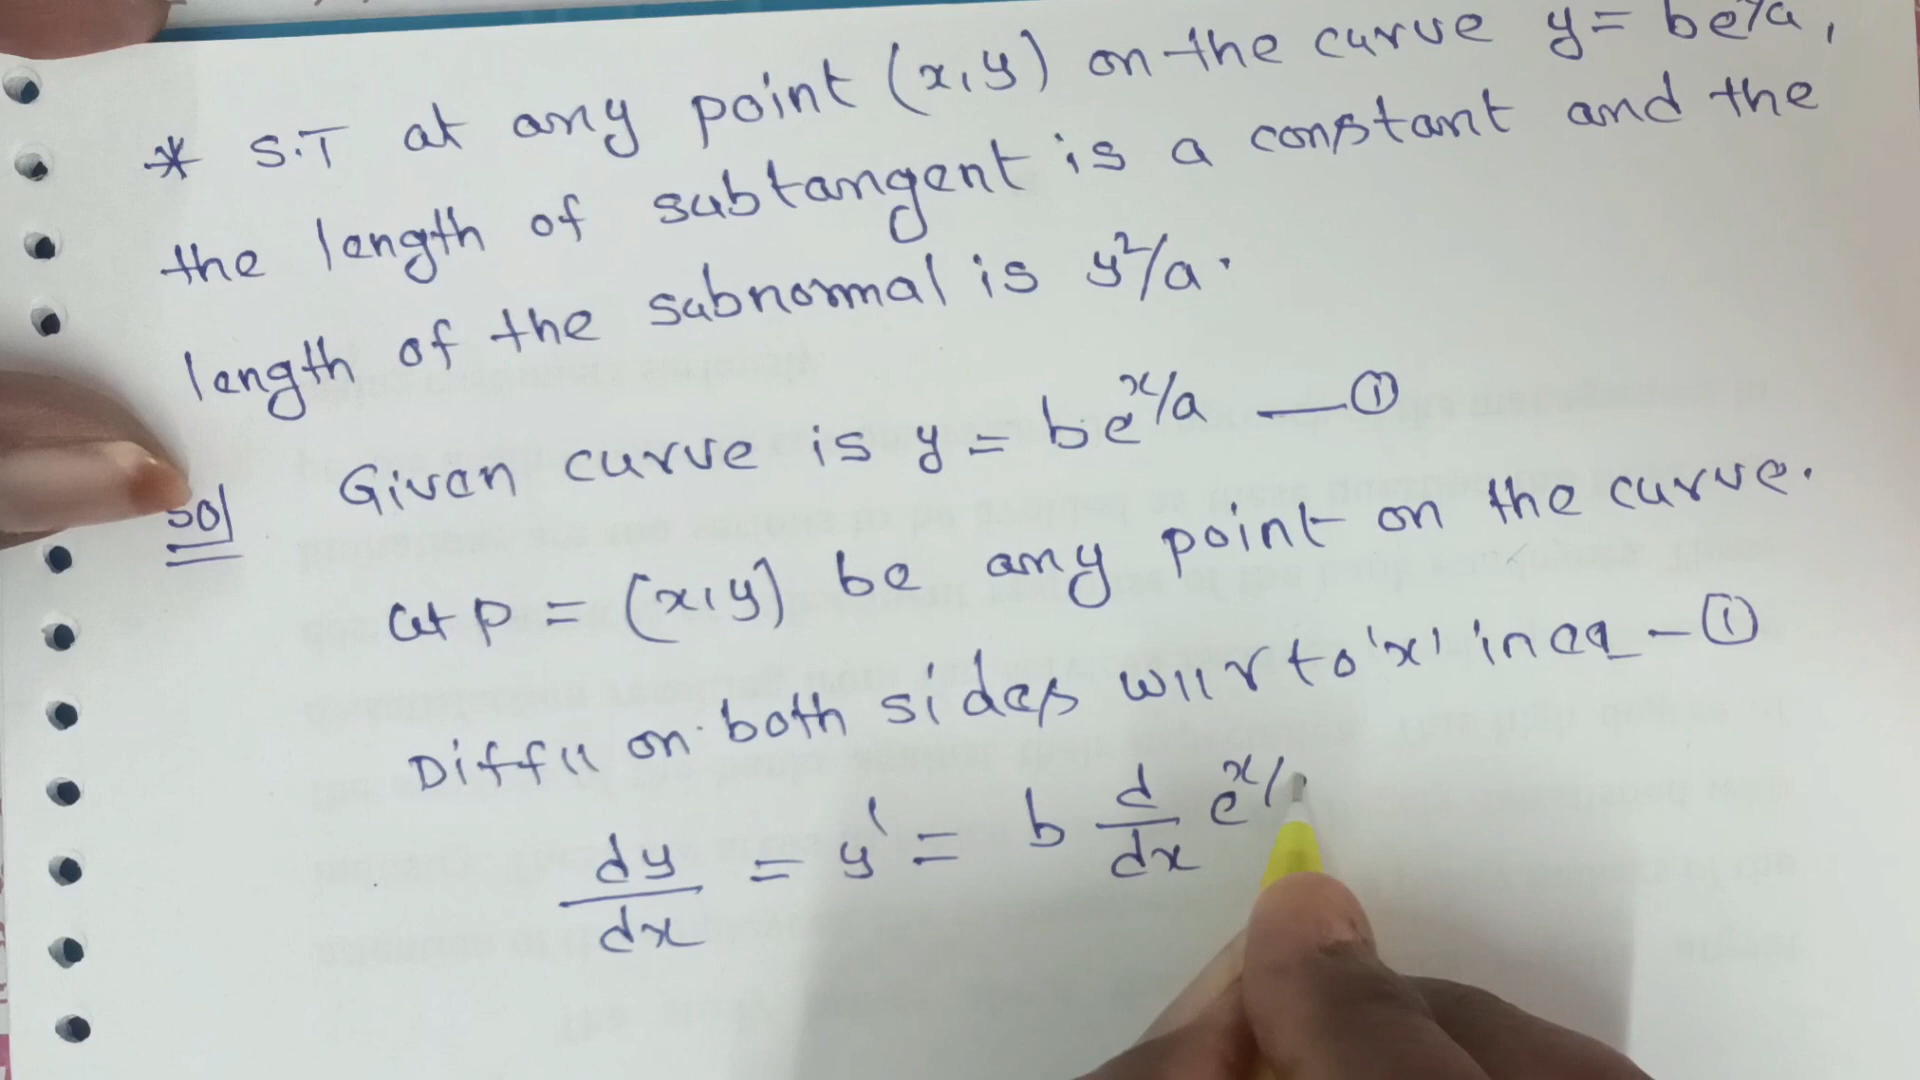 * S.T at any point (x,y) on the curve y = be^x/a,
the length of subtangent is a constant and the
length of the subnormal is y²/a.
Sol Given curve is y = be^x/a — ①
at p = (x,y) be any point on the curve.
Diff on both sides w r to 'x' in eq - ①
dy/dx = y' = b d/dx e^x/